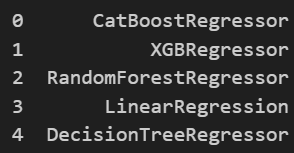 0 CatBoostRegressor
1 XGBRegressor
2 RandomForestRegressor
3 LinearRegression
4 DecisionTreeRegressor